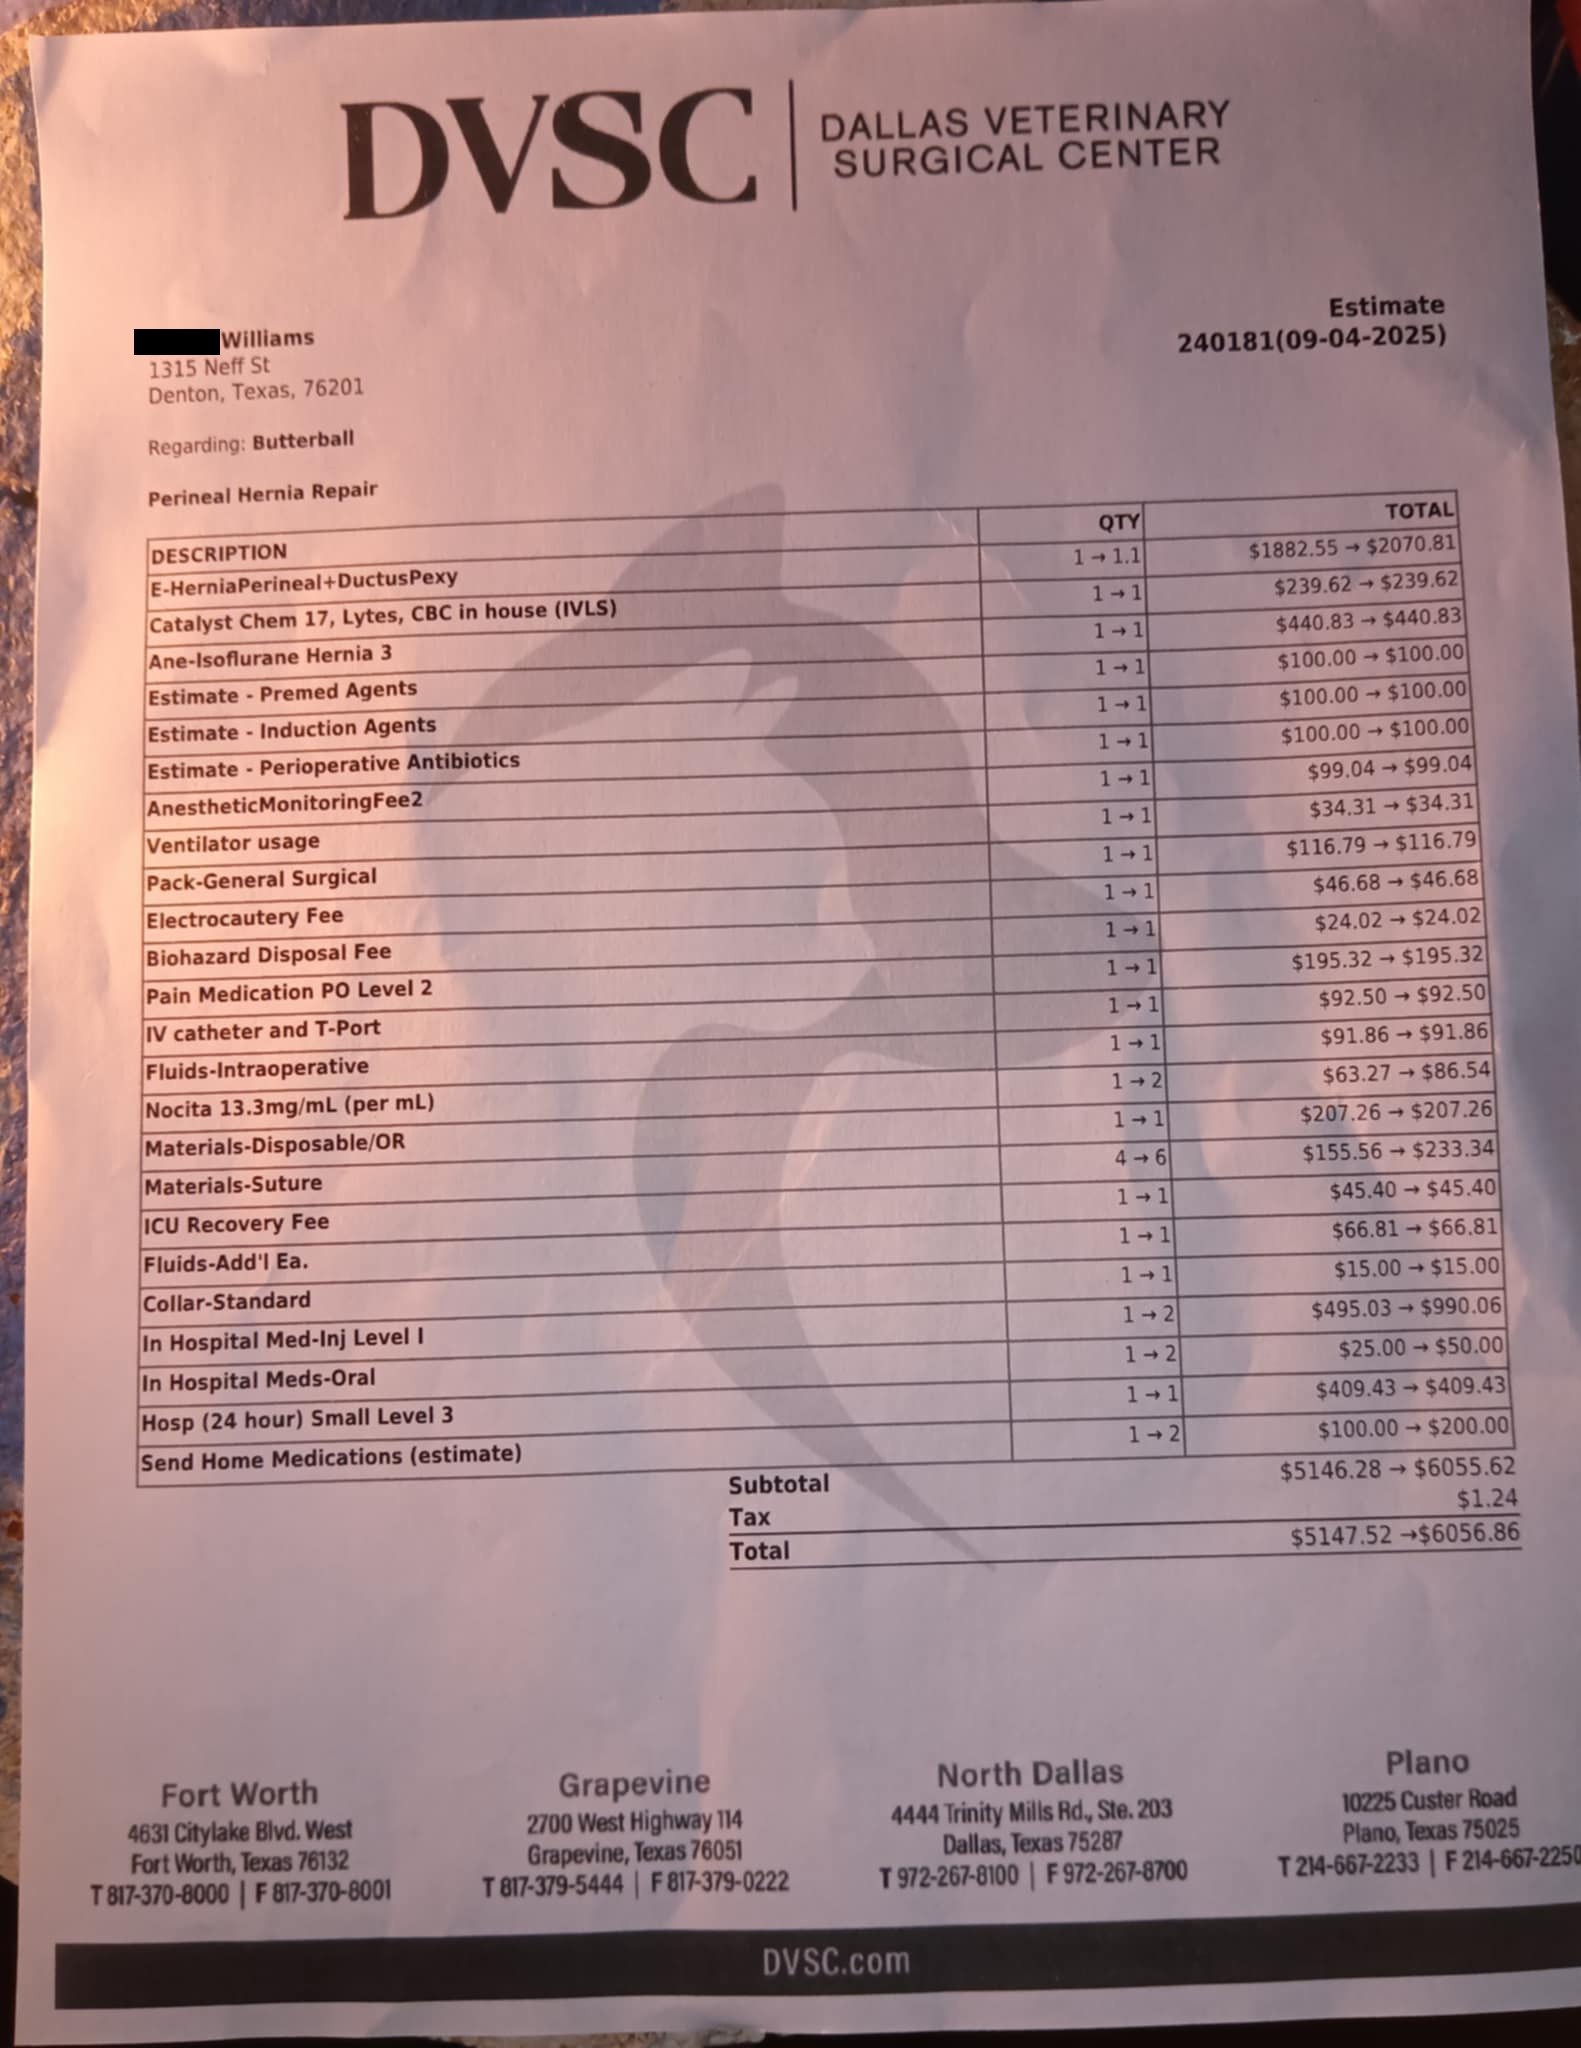 DVSC
DALLAS VETERINARY
SURGICAL CENTER
Estimate
240181(09-04-2025)
Williams
1315 Neff St
Denton, Texas, 76201
Regarding: Butterball
Perineal Hernia Repair
DESCRIPTION QTY TOTAL
E-HerniaPerineal+DuctusPexy 1→1.1 $1882.55 → $2070.81
Catalyst Chem 17, Lytes, CBC in house (IVLS) 1→1 $239.62 → $239.62
Ane-Isoflurane Hernia 3 1→1 $440.83 → $440.83
Estimate - Premed Agents 1→1 $100.00 → $100.00
Estimate - Induction Agents 1→1 $100.00 → $100.00
Estimate - Perioperative Antibiotics 1→1 $100.00 → $100.00
AnestheticMonitoringFee2 1→1 $99.04 → $99.04
Ventilator usage 1→1 $34.31 → $34.31
Pack-General Surgical 1→1 $116.79 → $116.79
Electrocautery Fee 1→1 $46.68 → $46.68
Biohazard Disposal Fee 1→1 $24.02 → $24.02
Pain Medication PO Level 2 1→1 $195.32 → $195.32
IV catheter and T-Port 1→1 $92.50 → $92.50
Fluids-Intraoperative 1→1 $91.86 → $91.86
Nocita 13.3mg/mL (per mL) 1→2 $63.27 → $86.54
Materials-Disposable/OR 1→1 $207.26 → $207.26
Materials-Suture 4→6 $155.56 → $233.34
ICU Recovery Fee 1→1 $45.40 → $45.40
Fluids-Add'l Ea. 1→1 $66.81 → $66.81
Collar-Standard 1→1 $15.00 → $15.00
In Hospital Med-Inj Level I 1→2 $495.03 → $990.06
In Hospital Meds-Oral 1→2 $25.00 → $50.00
Hosp (24 hour) Small Level 3 1→1 $409.43 → $409.43
Send Home Medications (estimate) 1→2 $100.00 → $200.00
Subtotal $5146.28 → $6055.62
Tax $1.24
Total $5147.52 →$6056.86
Fort Worth
4631 Citylake Blvd. West
Fort Worth, Texas 76132
T 817-370-8000 | F 817-370-8001
Grapevine
2700 West Highway 114
Grapevine, Texas 76051
T 817-379-5444 | F 817-379-0222
North Dallas
4444 Trinity Mills Rd., Ste. 203
Dallas, Texas 75287
T 972-267-8100 | F 972-267-8700
Plano
10225 Custer Road
Plano, Texas 75025
T 214-667-2233 | F 214-667-2250
DVSC.com